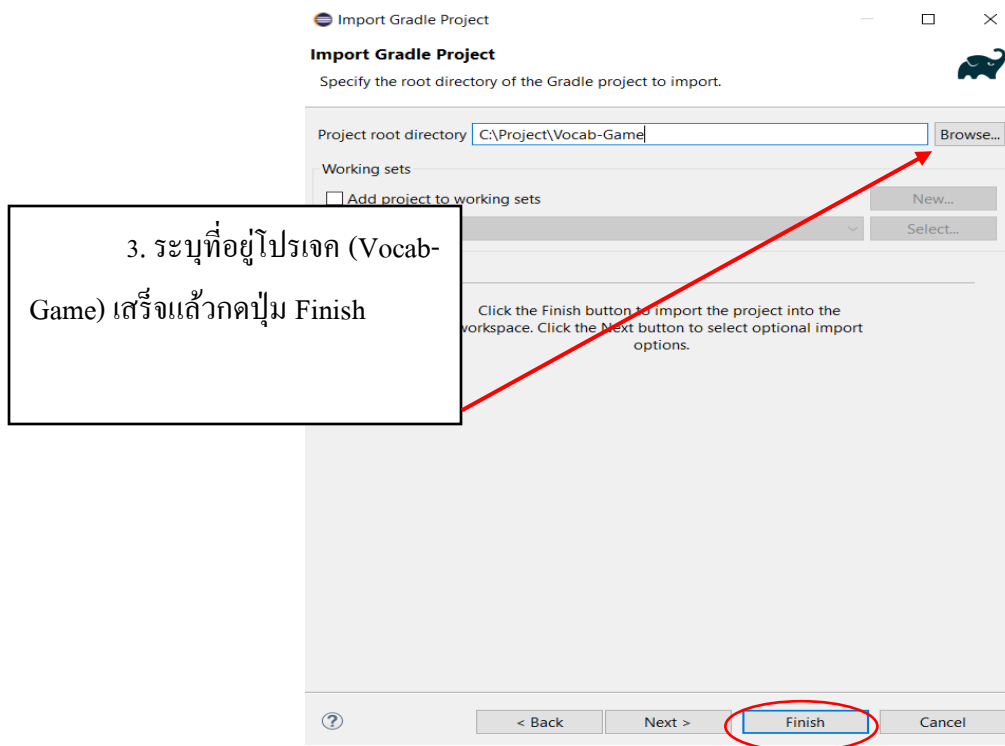 Import Gradle Project
Import Gradle Project
Specify the root directory of the Gradle project to import.
Project root directory C:\Project\Vocab-Game Browse...
Working sets
Add project to working sets New...
Select...
3. ระบุที่อยู่โปรเจค (Vocab-
Game) เสร็จแล้วกดปุ่ม Finish
Click the Finish button to import the project into the
workspace. Click the Next button to select optional import
options.
? < Back Next > Finish Cancel